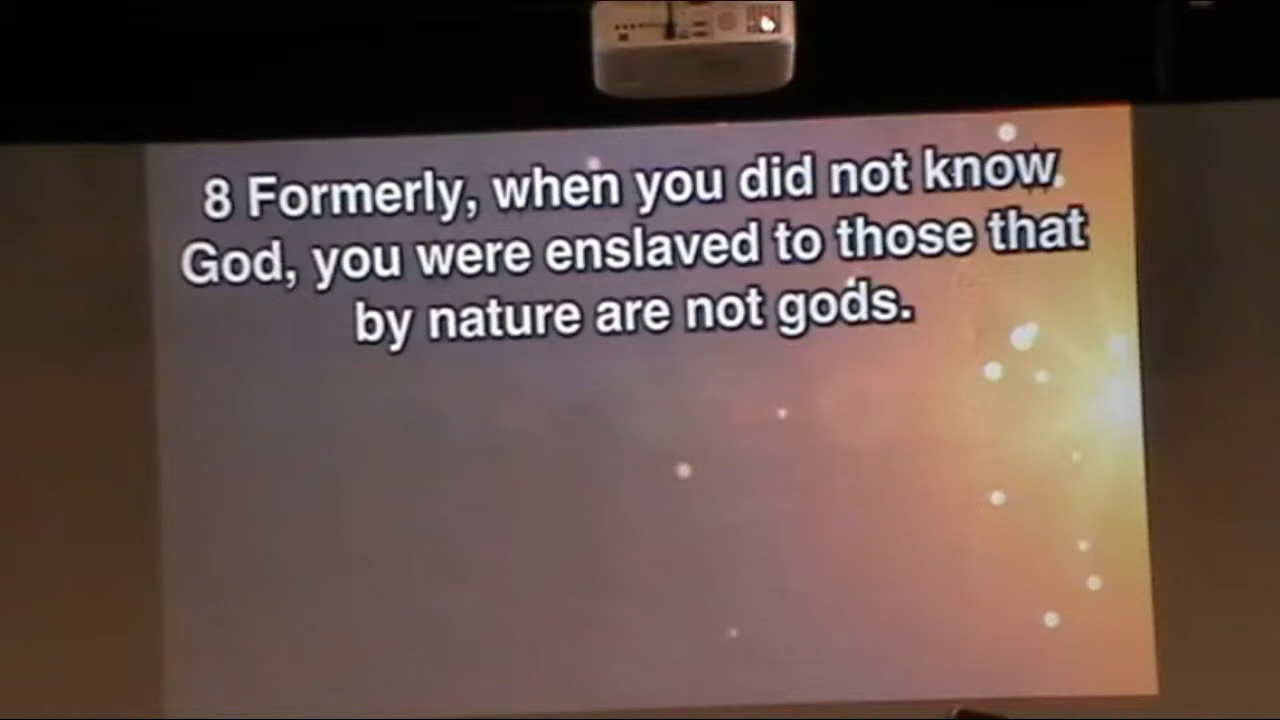 8 Formerly, when you did not know
God, you were enslaved to those that
by nature are not gods.